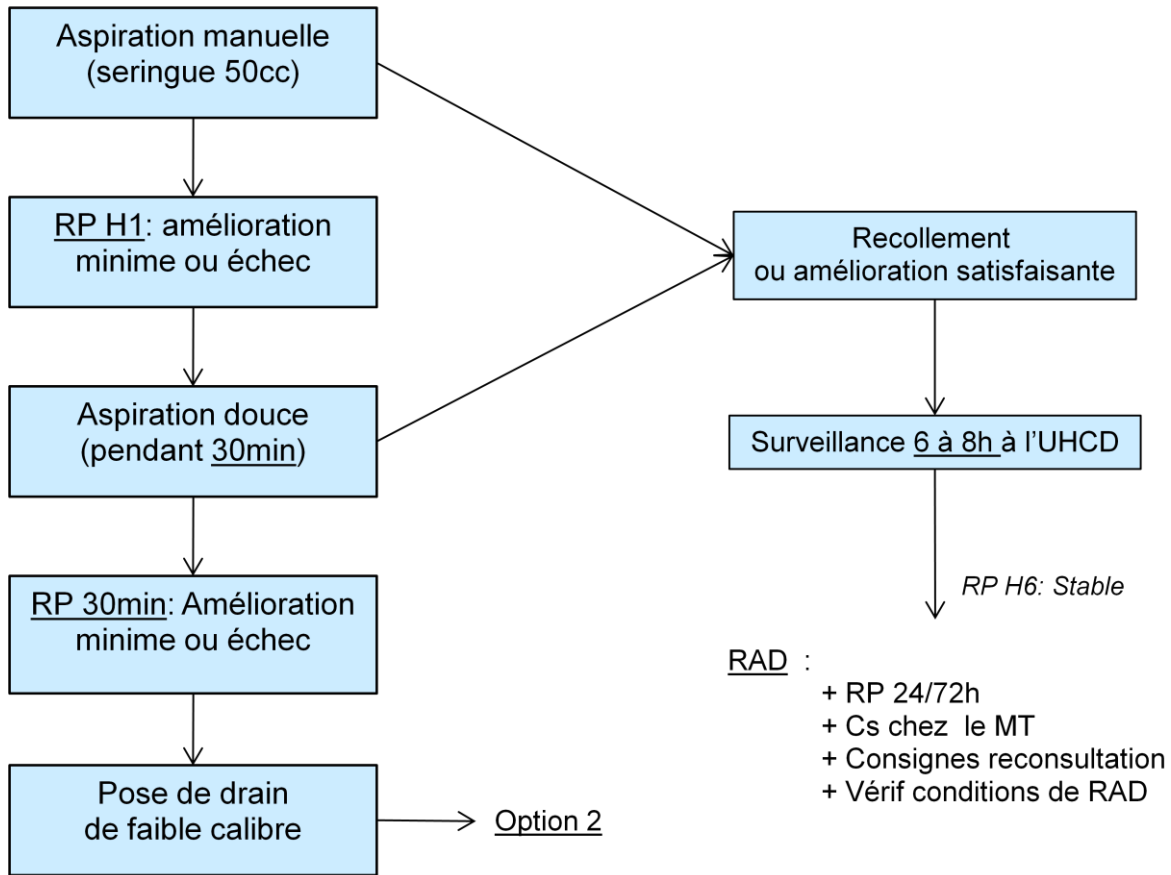 Aspiration manuelle
(seringue 50cc)
RP H1: amélioration
minime ou échec
Aspiration douce
(pendant 30min)
RP 30min: Amélioration
minime ou échec
Pose de drain
de faible calibre
Option 2
Recollement
ou amélioration satisfaisante
Surveillance 6 à 8h à l’UHCD
RP H6: Stable
RAD :
+ RP 24/72h
+ Cs chez le MT
+ Consignes reconsultation
+ Vérif conditions de RAD